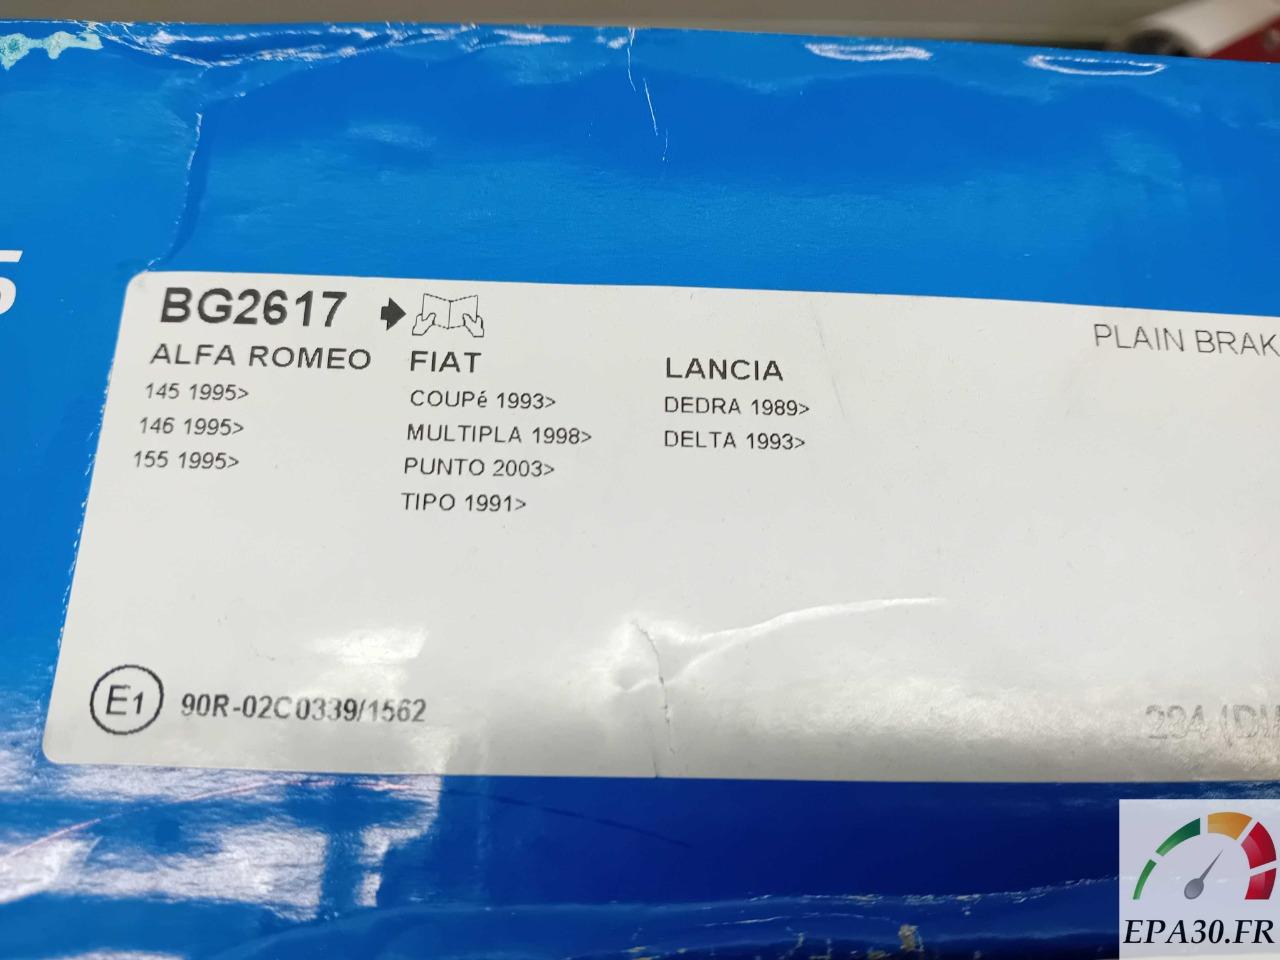 5
BG2617
PLAIN BRAK
ALFA ROMEO
145 1995>
146 1995>
155 1995>
FIAT
COUPé 1993>
MULTIPLA 1998>
PUNTO 2003>
TIPO 1991>
LANCIA
DEDRA 1989>
DELTA 1993>
E1
90R-02C0339/1562
EPA30.FR